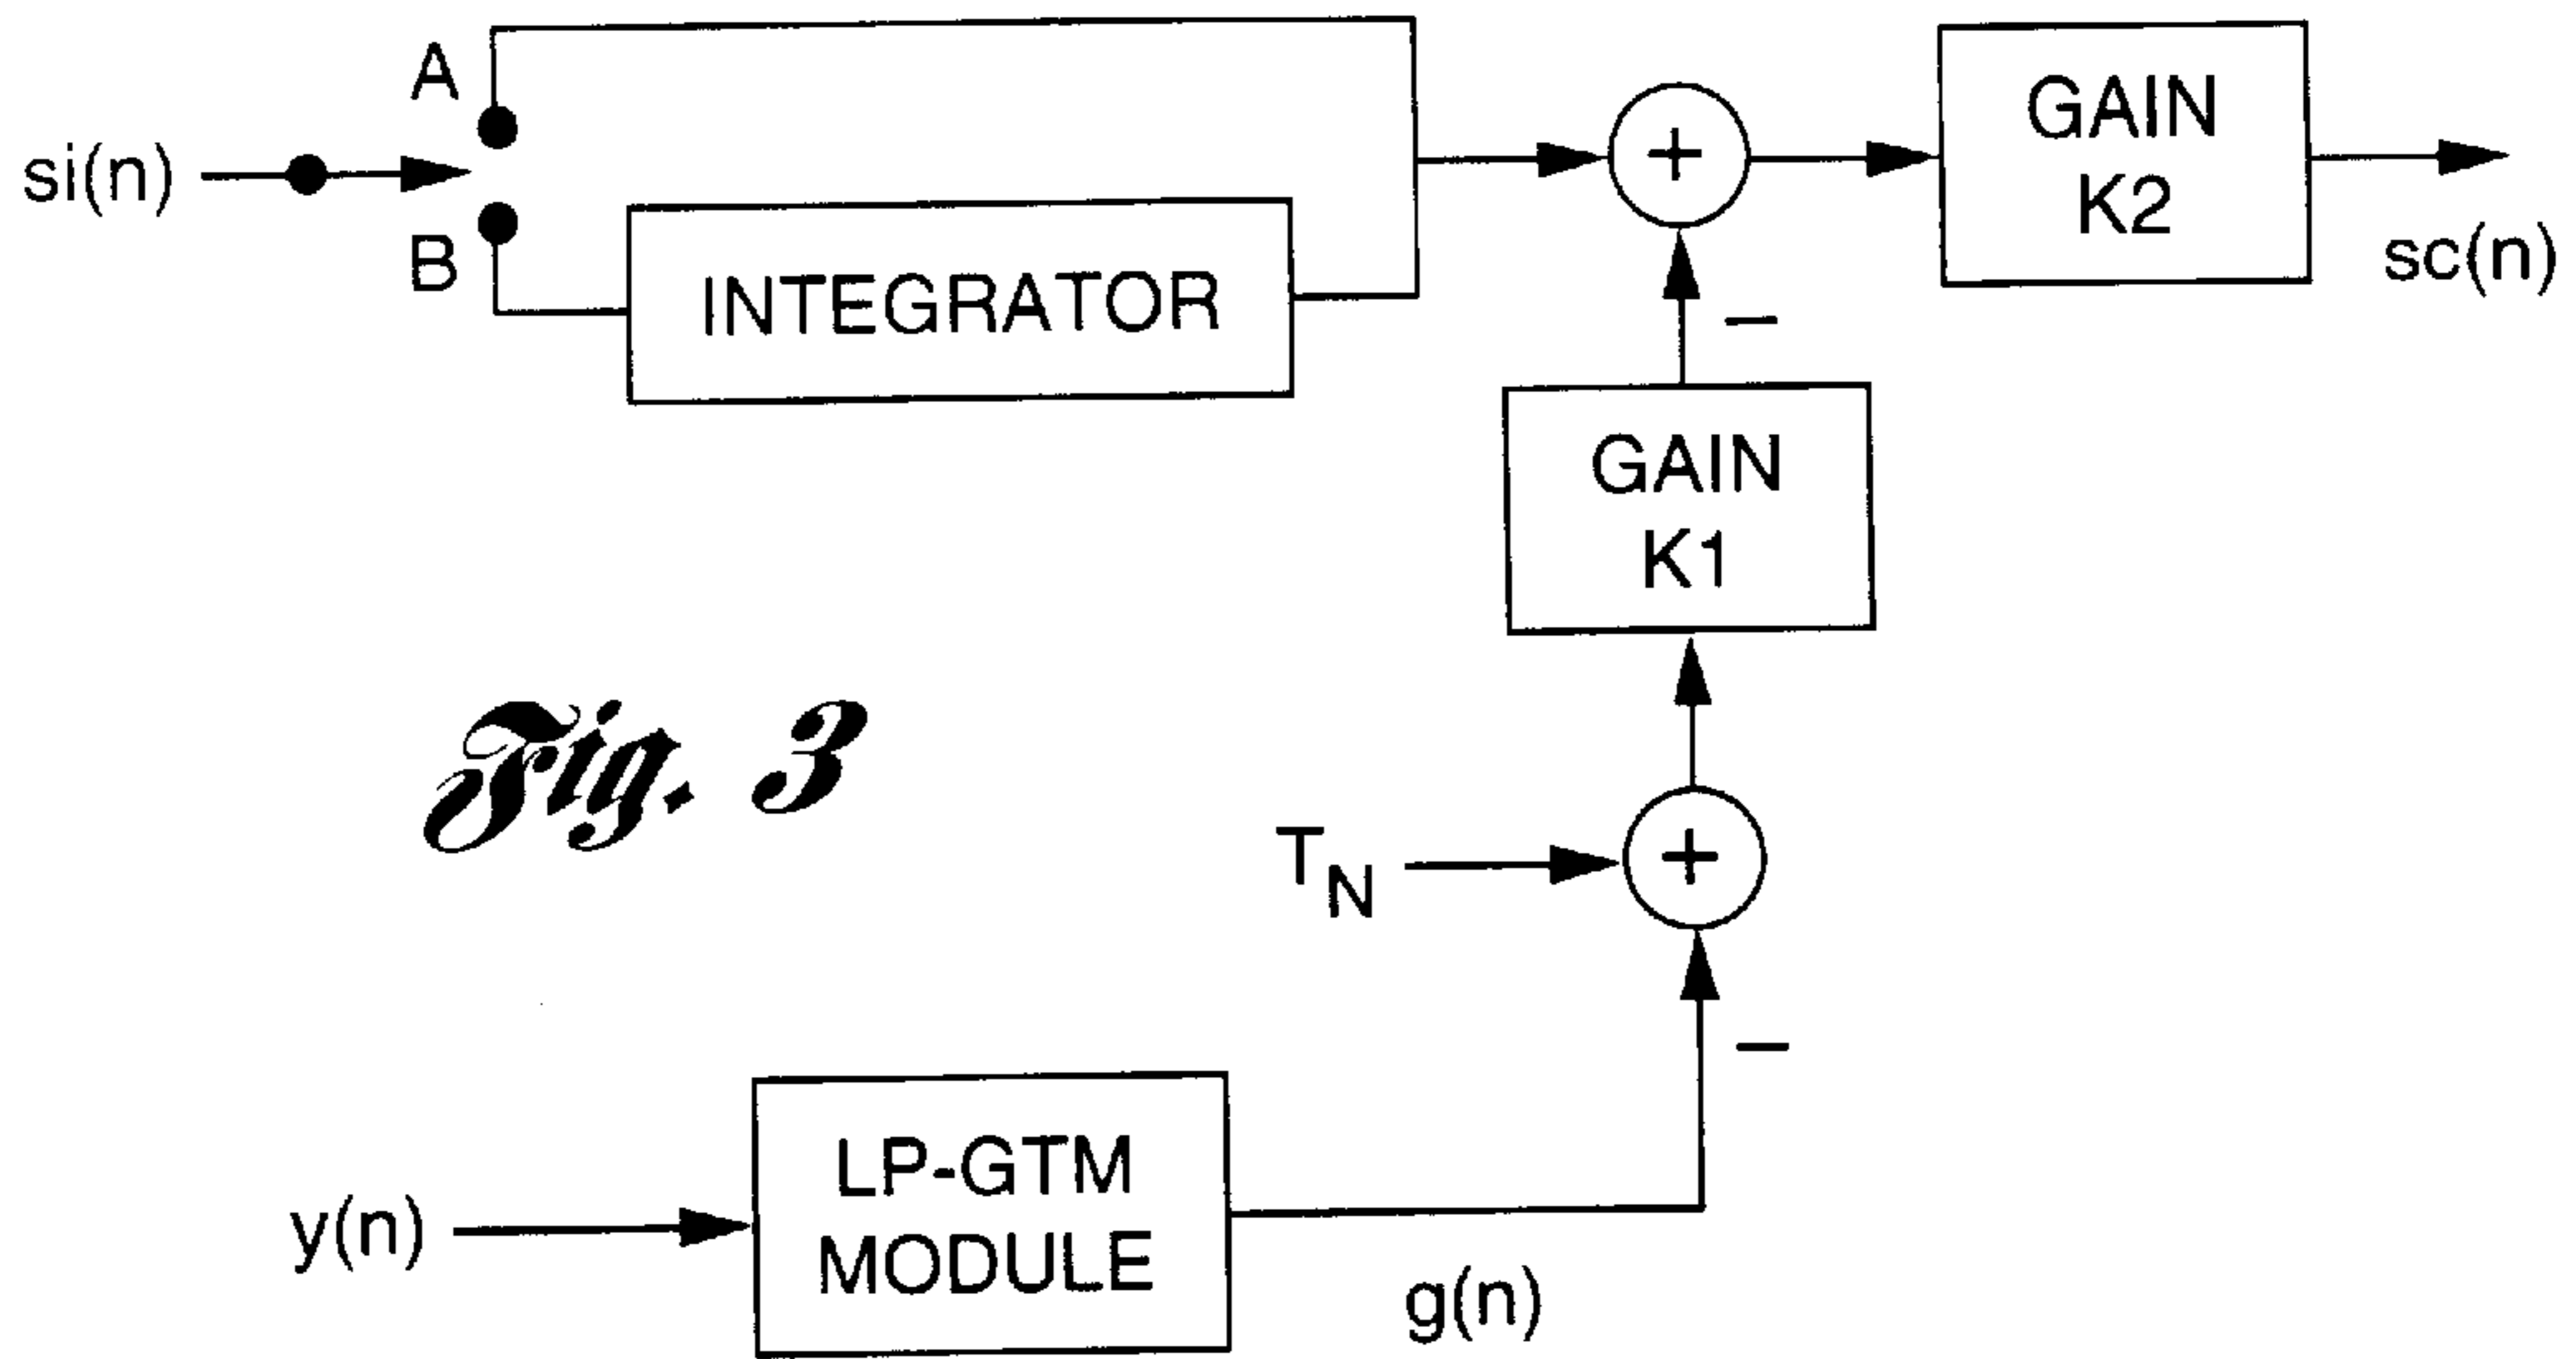 A
si(n)
B
INTEGRATOR
+
GAIN
K2
sc(n)
−
GAIN
K1
Fig. 3
T_N
+
−
y(n)
LP-GTM
MODULE
g(n)